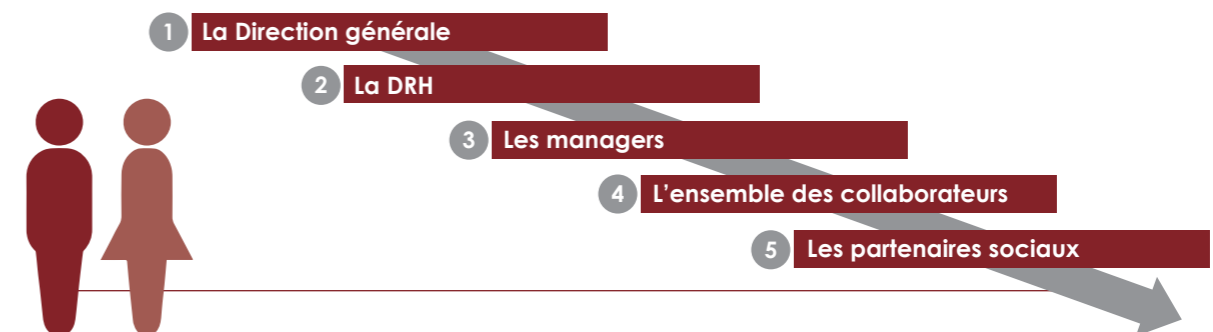 1 La Direction générale
2 La DRH
3 Les managers
4 L’ensemble des collaborateurs
5 Les partenaires sociaux